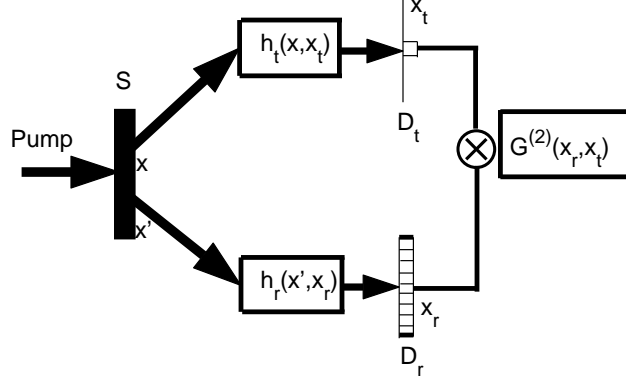 x_t
h_t(x,x_t)
S
D_t
Pump
G^(2)(x_r,x_t)
x
x'
h_r(x',x_r)
x_r
D_r